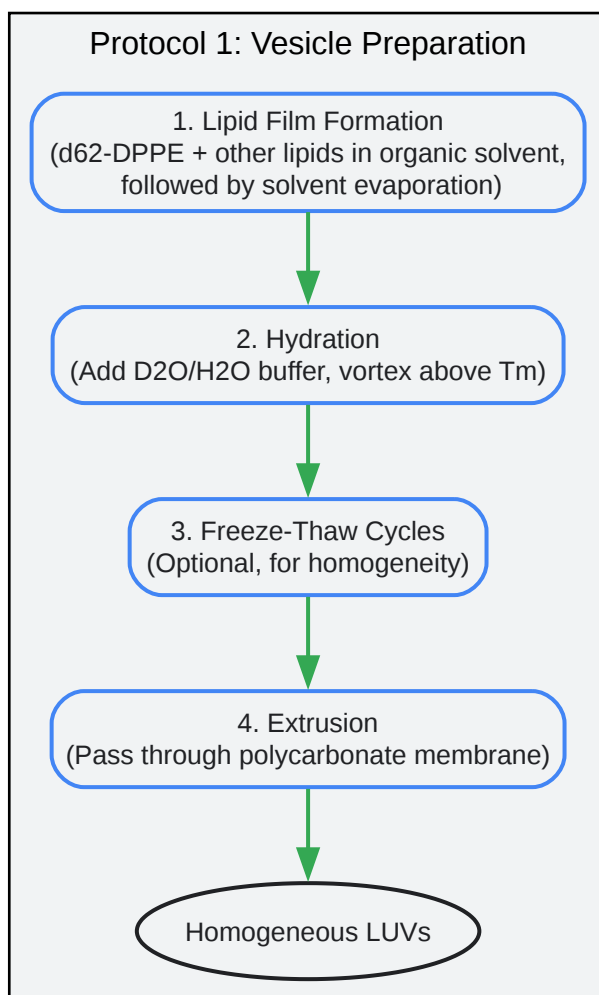 Protocol 1: Vesicle Preparation
1. Lipid Film Formation
(d62-DPPE + other lipids in organic solvent,
followed by solvent evaporation)
2. Hydration
(Add D2O/H2O buffer, vortex above Tm)
3. Freeze-Thaw Cycles
(Optional, for homogeneity)
4. Extrusion
(Pass through polycarbonate membrane)
Homogeneous LUVs